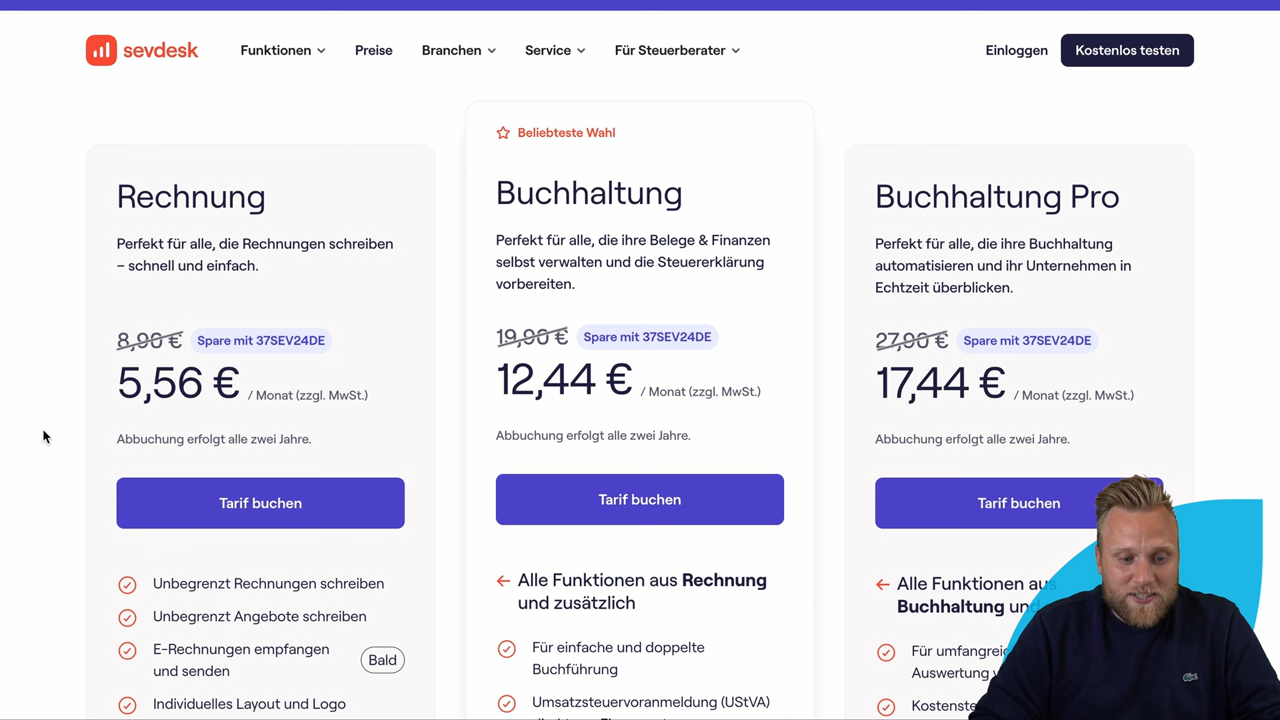 sevdesk
Funktionen
Preise
Branchen
Service
Für Steuerberater
Einloggen
Kostenlos testen
Rechnung
Perfekt für alle, die Rechnungen schreiben
– schnell und einfach.
8,90 €
Spare mit 37SEV24DE
5,56 € / Monat (zzgl. MwSt.)
Abbuchung erfolgt alle zwei Jahre.
Tarif buchen
Unbegrenzt Rechnungen schreiben
Unbegrenzt Angebote schreiben
E-Rechnungen empfangen
und senden
Bald
Individuelles Layout und Logo
Beliebteste Wahl
Buchhaltung
Perfekt für alle, die ihre Belege & Finanzen
selbst verwalten und die Steuererklärung
vorbereiten.
19,90 €
Spare mit 37SEV24DE
12,44 € / Monat (zzgl. MwSt.)
Abbuchung erfolgt alle zwei Jahre.
Tarif buchen
Alle Funktionen aus Rechnung
und zusätzlich
Für einfache und doppelte
Buchführung
Umsatzsteuervoranmeldung (UStVA)
Buchhaltung Pro
Perfekt für alle, die ihre Buchhaltung
automatisieren und ihr Unternehmen in
Echtzeit überblicken.
27,90 €
Spare mit 37SEV24DE
17,44 € / Monat (zzgl. MwSt.)
Abbuchung erfolgt alle zwei Jahre.
Tarif buchen
Alle Funktionen aus
Buchhaltung
Für
Auswertung